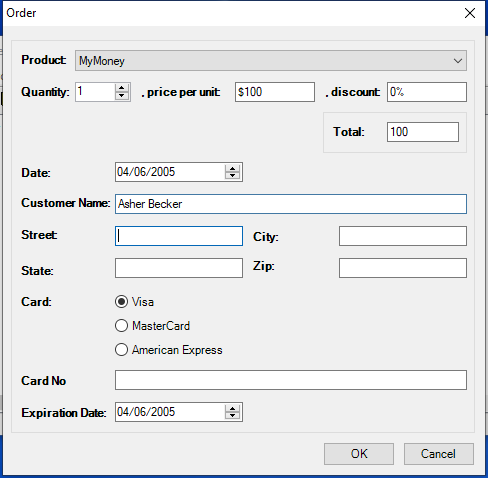 Order
Product: MyMoney
Quantity: 1 , price per unit: $100 , discount: 0%
Total: 100
Date: 04/06/2005
Customer Name: Asher Becker
Street: City:
State: Zip:
Card: Visa
MasterCard
American Express
Card No
Expiration Date: 04/06/2005
OK Cancel